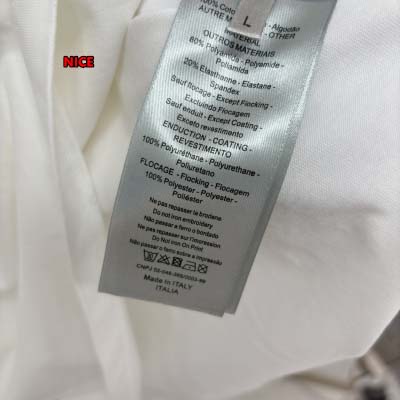 NICE
L
100% Coton - Algodão
AUTRE - OTHER
MATERIAL
OUTROS MATERIAIS
80% Polyamide - Polyamide -
Poliamida
20% Elasthanne - Elastane -
Spandex
Sauf flocage - Except Flocking -
Excluindo Flocagem
Sauf enduit - Except Coating -
Exceto revestimento
ENDUCTION - COATING -
REVESTIMENTO
100% Polyuréthane - Polyurethane -
Poliuretano
FLOCAGE - Flocking - Flocagem
100% Polyester - Polyester -
Poliéster
Ne pas repasser la broderie
Do not iron embroidery
Não passar a ferro o bordado
Ne pas repasser sur l'impression
Do not Iron on Print
Não passar a ferro sobre a impressão
Made in ITALY
ITALIA